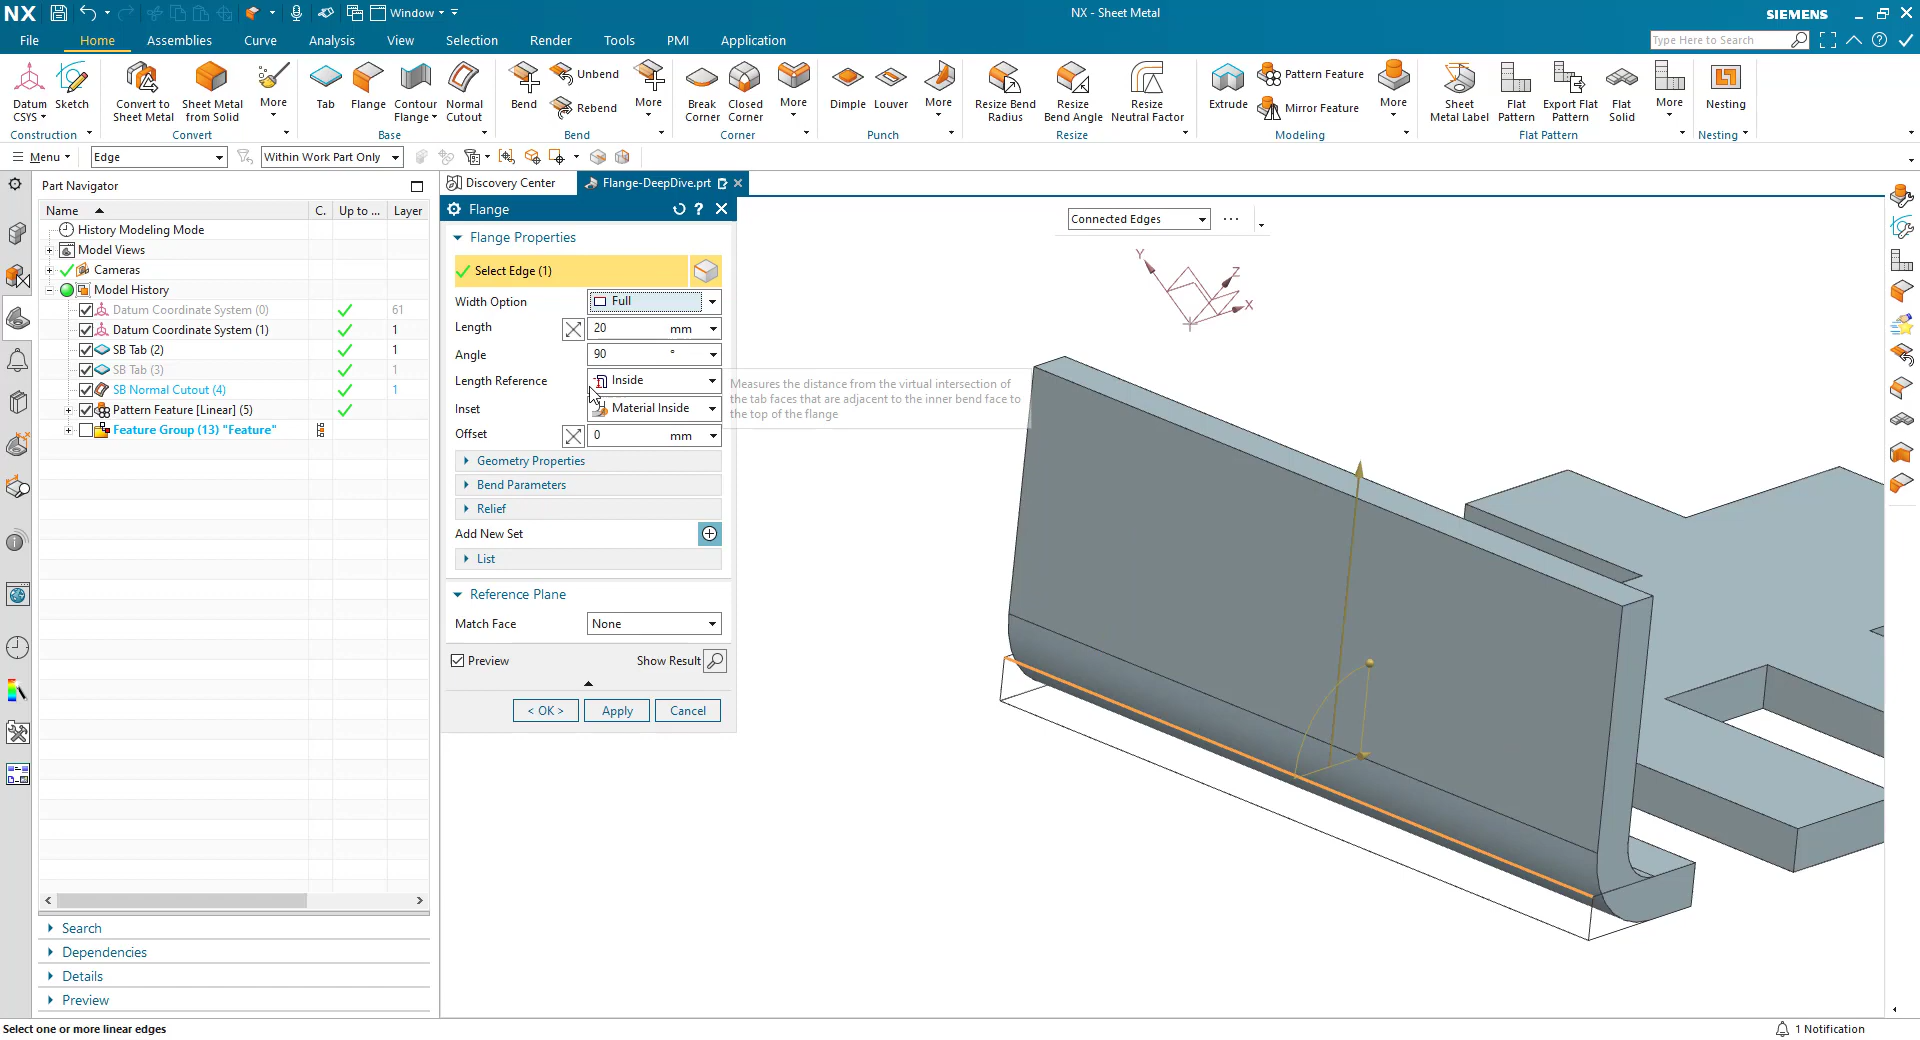 NX
Window
NX - Sheet Metal
SIEMENS
File
Home
Assemblies
Curve
Analysis
View
Selection
Render
Tools
PMI
Application
Type Here to Search
Datum CSYS
Sketch
Construction
Convert to Sheet Metal
Sheet Metal from Solid
More
Convert
Tab
Flange
Contour Flange
Normal Cutout
Base
Bend
Unbend
Rebend
More
Bend
Break Corner
Closed Corner
More
Corner
Dimple
Louver
More
Punch
Resize Bend Radius
Resize Bend Angle
Resize Neutral Factor
Resize
Extrude
Pattern Feature
Mirror Feature
More
Modeling
Sheet Metal Label
Flat Pattern
Export Flat Pattern
Flat Solid
More
Flat Pattern
Nesting
Nesting
Menu
Edge
Within Work Part Only
Part Navigator
Name
C.
Up to ...
Layer
History Modeling Mode
Model Views
Cameras
Model History
Datum Coordinate System (0) 61
Datum Coordinate System (1) 1
SB Tab (2) 1
SB Tab (3) 1
SB Normal Cutout (4) 1
Pattern Feature [Linear] (5)
Feature Group (13) "Feature"
Search
Dependencies
Details
Preview
Discovery Center
Flange-DeepDive.prt
Flange
Flange Properties
Select Edge (1)
Width Option Full
Length 20 mm
Angle 90 °
Length Reference Inside
Inset Material Inside
Offset 0 mm
Geometry Properties
Bend Parameters
Relief
Add New Set
List
Reference Plane
Match Face None
Preview
Show Result
< OK >
Apply
Cancel
Measures the distance from the virtual intersection of
the tab faces that are adjacent to the inner bend face to
the top of the flange
Connected Edges
Y
Z
X
Select one or more linear edges
1 Notification